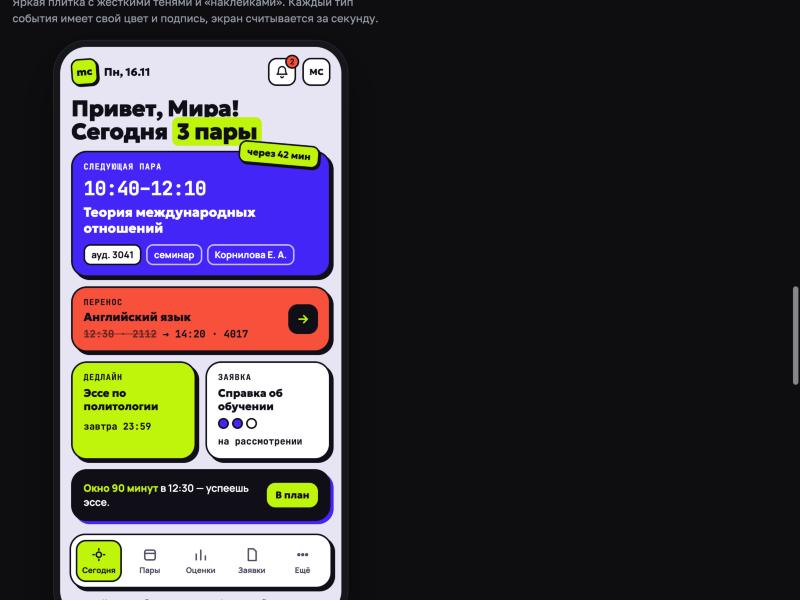 Яркая плитка с жёсткими тенями и «наклейками». Каждый тип
события имеет свой цвет и подпись, экран считывается за секунду.
mc
Пн, 16.11
2
МС
Привет, Мира!
Сегодня 3 пары
через 42 мин
СЛЕДУЮЩАЯ ПАРА
10:40–12:10
Теория международных
отношений
ауд. 3041
семинар
Корнилова Е. А.
ПЕРЕНОС
Английский язык
12:30 · 2112 → 14:20 · 4017
ДЕДЛАЙН
Эссе по
политологии
завтра 23:59
ЗАЯВКА
Справка об
обучении
на рассмотрении
Окно 90 минут в 12:30 — успеешь
эссе.
В план
Сегодня
Пары
Оценки
Заявки
Ещё